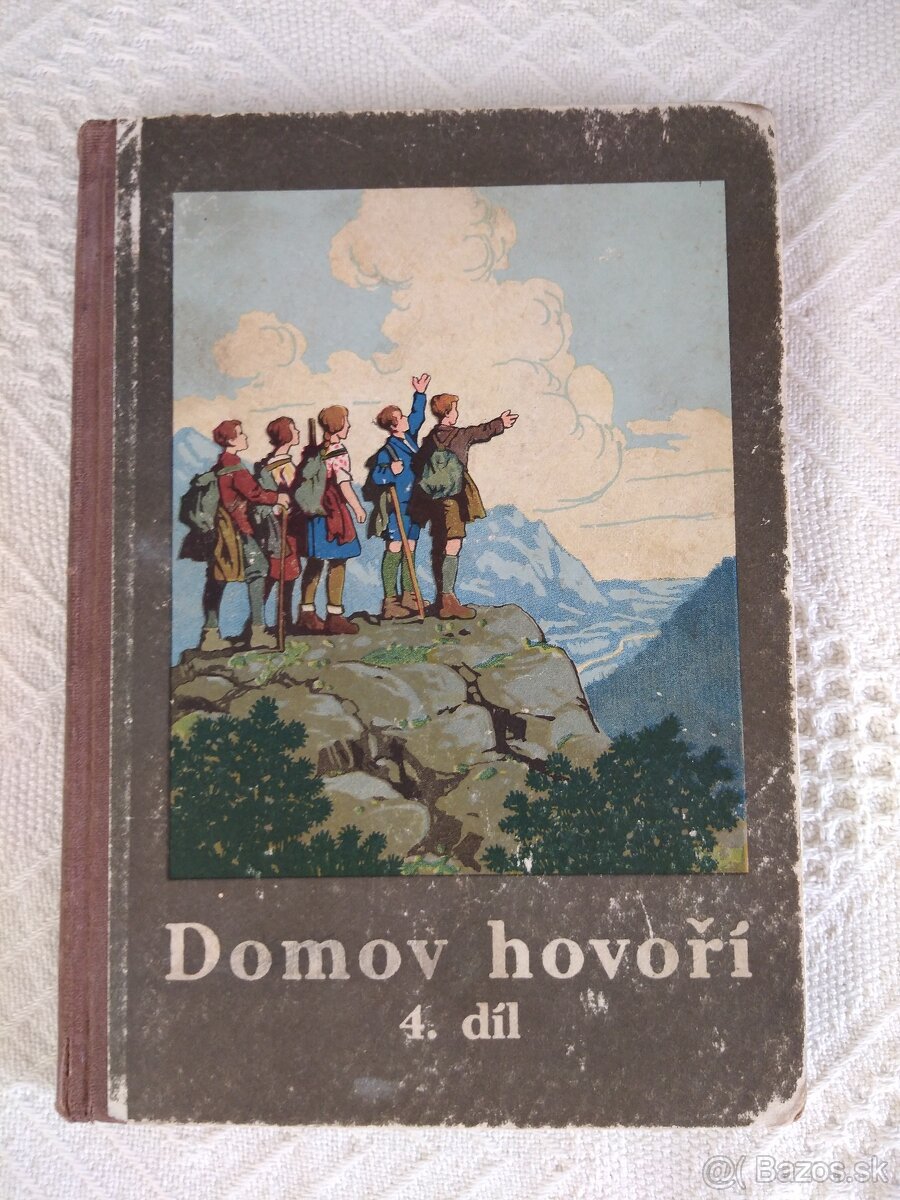 Domov hovoří
4. díl
@( Bazos.sk